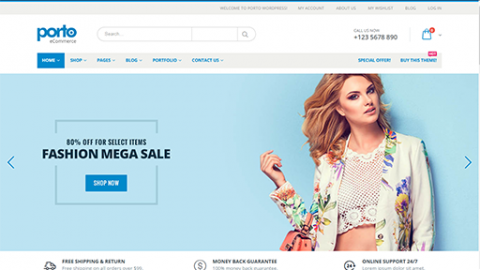 WELCOME TO PORTO WORDPRESS MY ACCOUNT ABOUT US MY WISHLIST BLOG LOG IN
porto
eCommerce
Search...
CALL US NOW
+123 5678 890
0
HOT
HOME SHOP PAGES BLOG PORTFOLIO CONTACT US SPECIAL OFFER! BUY THIS THEME!
80% OFF FOR SELECT ITEMS
FASHION MEGA SALE
SHOP NOW
FREE SHIPPING & RETURN
Free shipping on all orders over $99.
MONEY BACK GUARANTEE
100% money back guarantee
ONLINE SUPPORT 24/7
Lorem ipsum dolor sit amet.